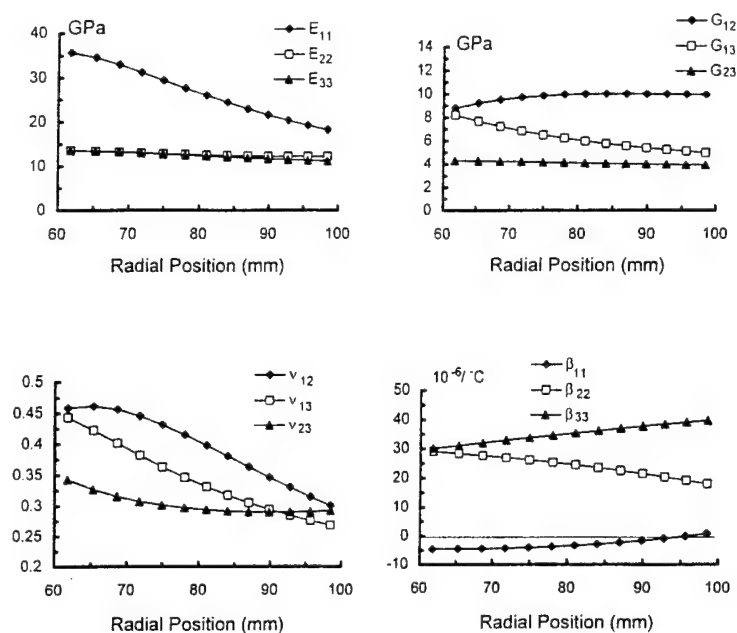 GPa
E11
E22
E33
40
30
20
10
0
60 70 80 90 100
Radial Position (mm)
GPa
G12
G13
G23
14
12
10
8
6
4
2
0
60 70 80 90 100
Radial Position (mm)
ν12
ν13
ν23
0.5
0.45
0.4
0.35
0.3
0.25
0.2
60 70 80 90 100
Radial Position (mm)
10-6/°C
β11
β22
β33
50
40
30
20
10
0
-10
60 70 80 90 100
Radial Position (mm)